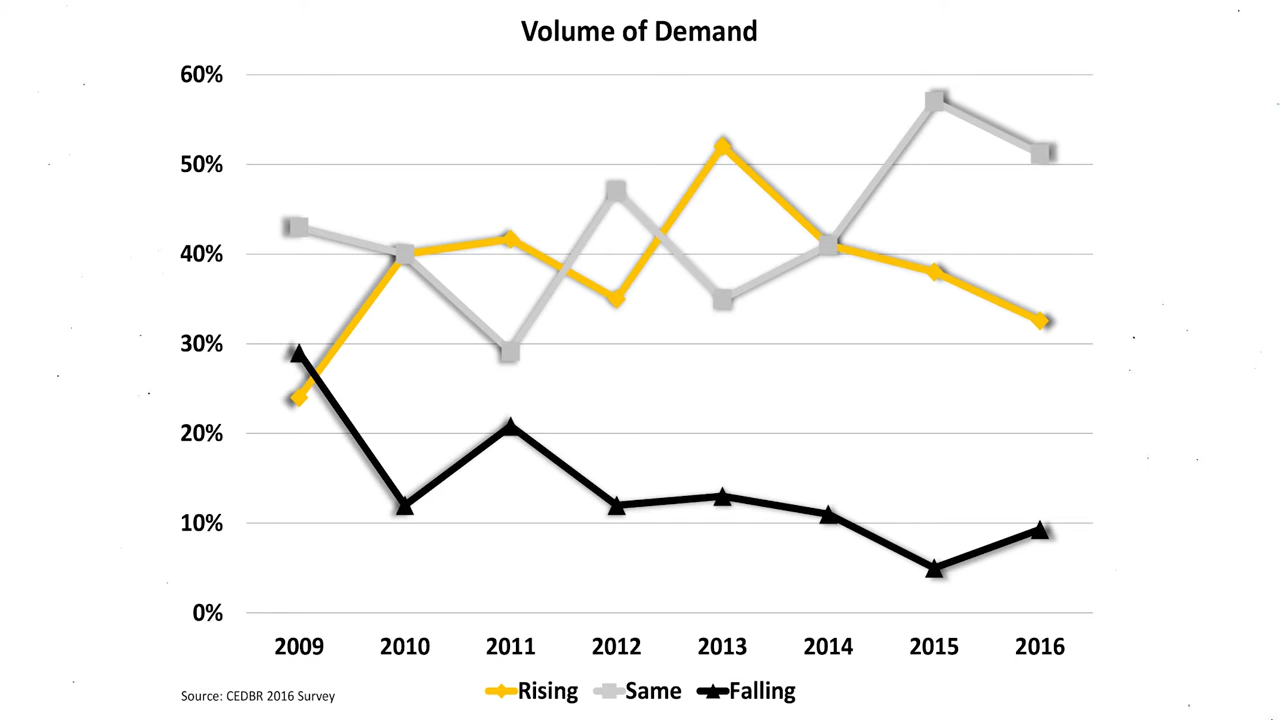 Volume of Demand
60%
50%
40%
30%
20%
10%
0%
2009 2010 2011 2012 2013 2014 2015 2016
Rising Same Falling
Source: CEDBR 2016 Survey